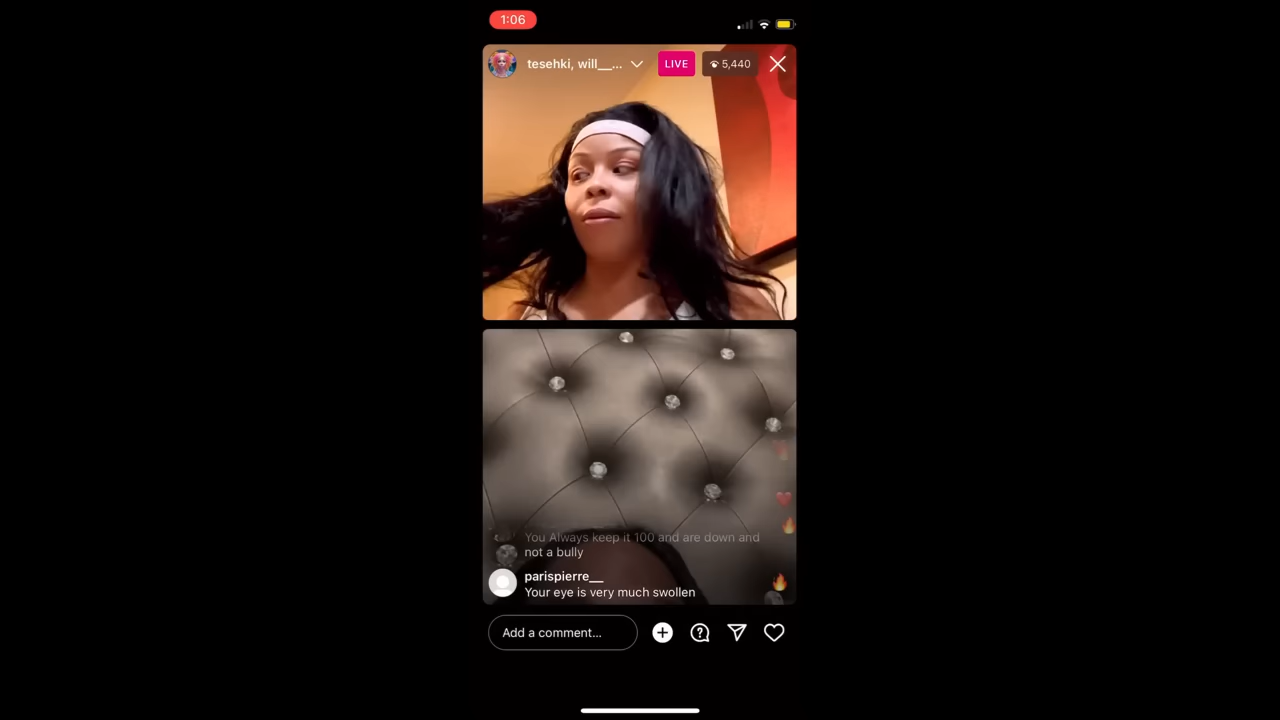 1:06
tesehki, will__...
LIVE
5,440
You Always keep it 100 and are down and
not a bully
parispierre__
Your eye is very much swollen
Add a comment...